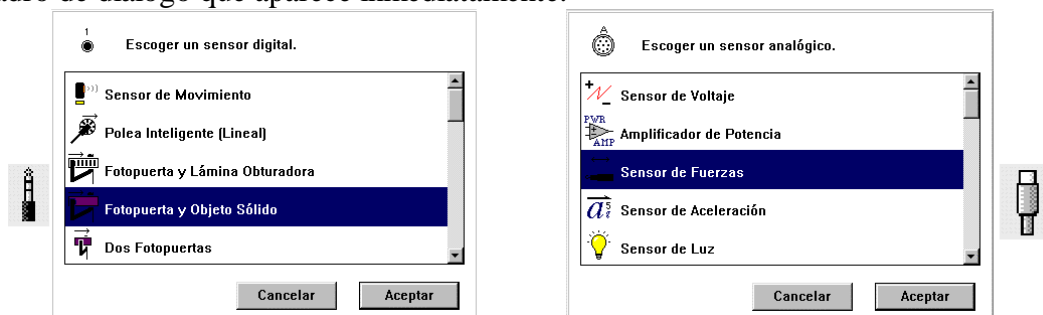 cuadro de diálogo que aparece inmediatamente.
1
Escoger un sensor digital.
Sensor de Movimiento
Polea Inteligente (Lineal)
Fotopuerta y Lámina Obturadora
Fotopuerta y Objeto Sólido
Dos Fotopuertas
Cancelar
Aceptar
A
Escoger un sensor analógico.
Sensor de Voltaje
PWR
AMP
Amplificador de Potencia
Sensor de Fuerzas
Sensor de Aceleración
Sensor de Luz
Cancelar
Aceptar